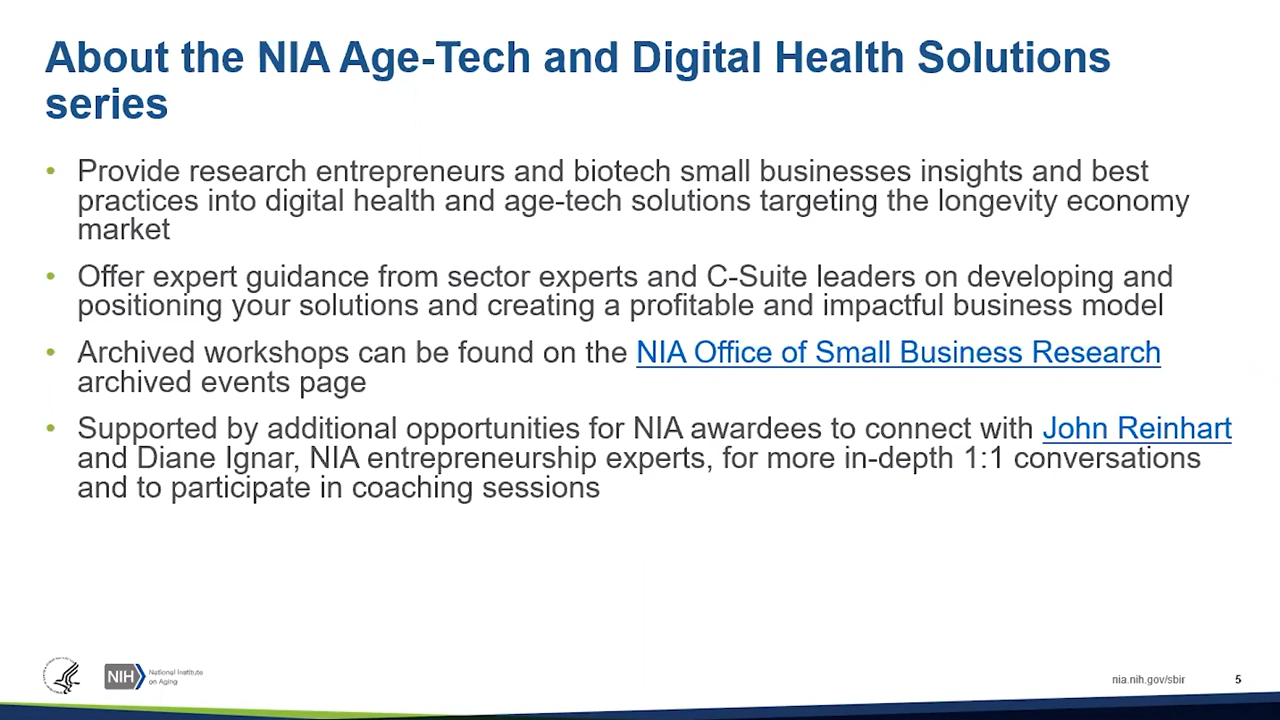 About the NIA Age-Tech and Digital Health Solutions
series
• Provide research entrepreneurs and biotech small businesses insights and best
practices into digital health and age-tech solutions targeting the longevity economy
market
• Offer expert guidance from sector experts and C-Suite leaders on developing and
positioning your solutions and creating a profitable and impactful business model
• Archived workshops can be found on the NIA Office of Small Business Research
archived events page
• Supported by additional opportunities for NIA awardees to connect with John Reinhart
and Diane Ignar, NIA entrepreneurship experts, for more in-depth 1:1 conversations
and to participate in coaching sessions
NIH
National Institute
on Aging
nia.nih.gov/sbir
5